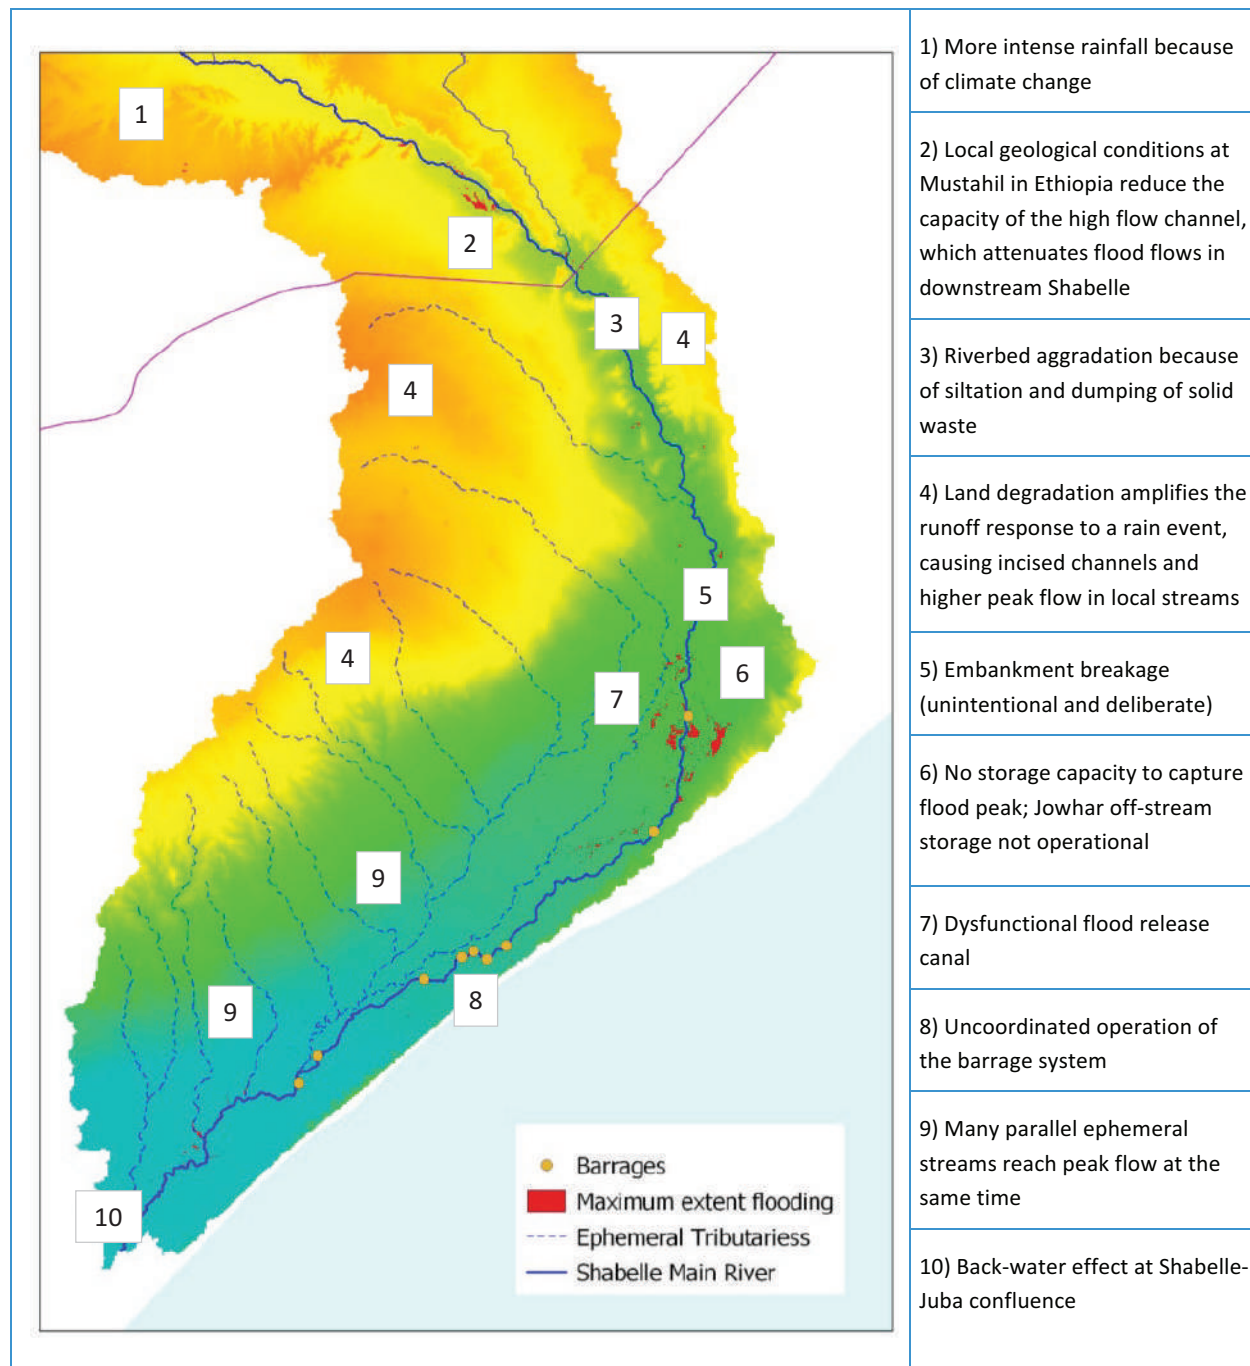 1
2
3
4
4
4
5
6
7
9
9
8
10
Barrages
Maximum extent flooding
Ephemeral Tributariess
Shabelle Main River
1) More intense rainfall because
of climate change
2) Local geological conditions at
Mustahil in Ethiopia reduce the
capacity of the high flow channel,
which attenuates flood flows in
downstream Shabelle
3) Riverbed aggradation because
of siltation and dumping of solid
waste
4) Land degradation amplifies the
runoff response to a rain event,
causing incised channels and
higher peak flow in local streams
5) Embankment breakage
(unintentional and deliberate)
6) No storage capacity to capture
flood peak; Jowhar off-stream
storage not operational
7) Dysfunctional flood release
canal
8) Uncoordinated operation of
the barrage system
9) Many parallel ephemeral
streams reach peak flow at the
same time
10) Back-water effect at Shabelle-
Juba confluence